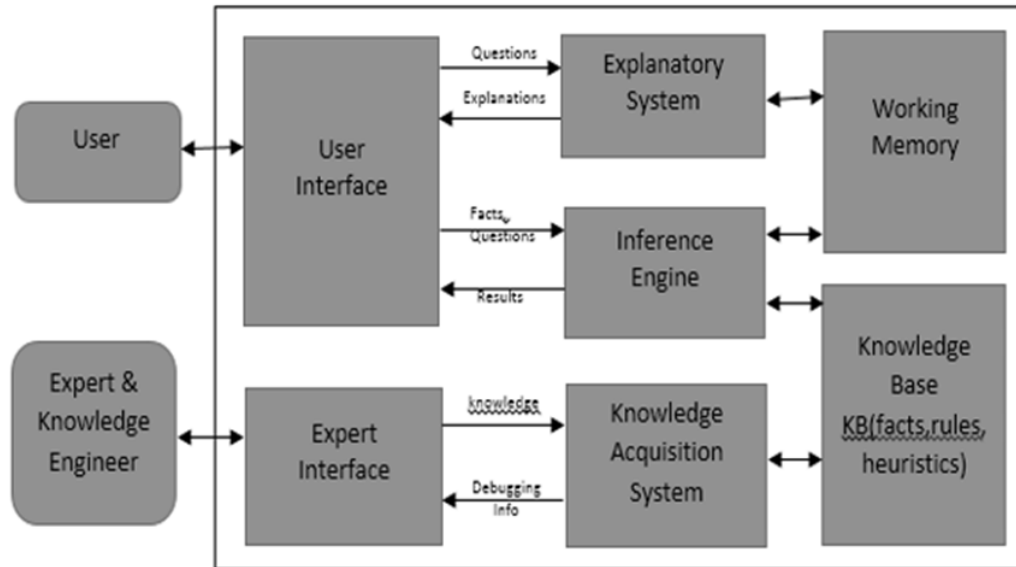 User
User
Interface
Questions
Explanations
Explanatory
System
Working
Memory
Facts,
Questions
Results
Inference
Engine
Expert &
Knowledge
Engineer
Expert
Interface
knowledge
Debugging
Info
Knowledge
Acquisition
System
Knowledge
Base
KB(facts,rules,
heuristics)